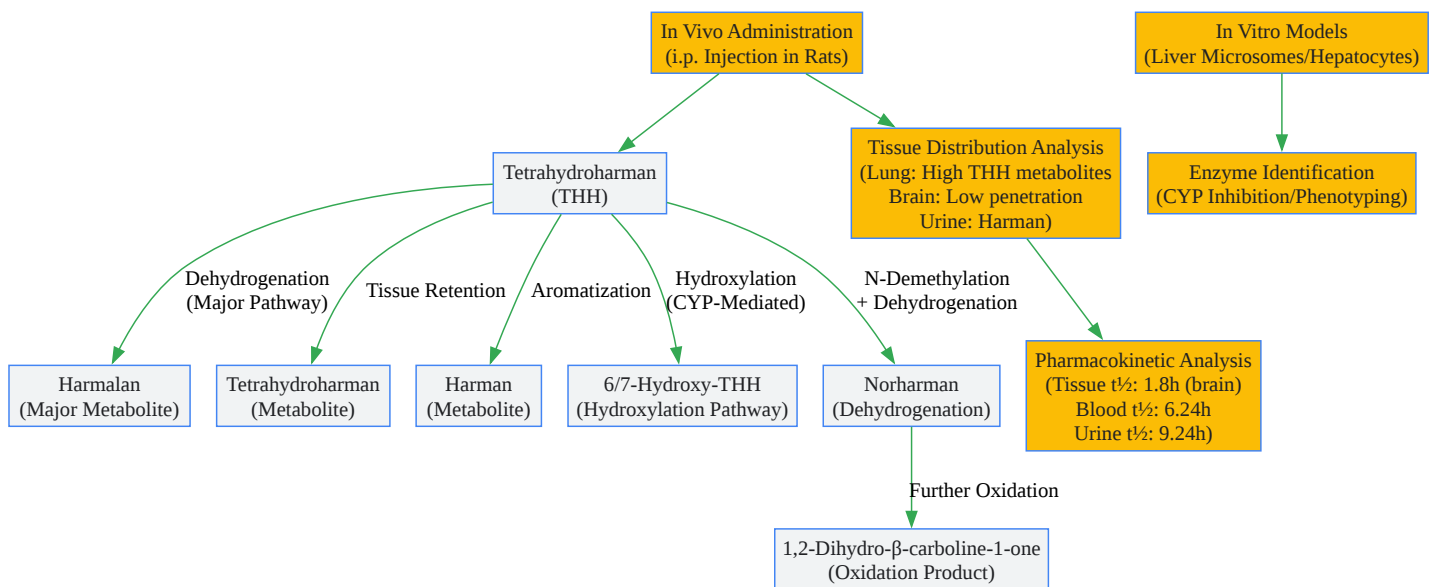 In Vivo Administration
(i.p. Injection in Rats)
In Vitro Models
(Liver Microsomes/Hepatocytes)
Tetrahydroharman
(THH)
Tissue Distribution Analysis
(Lung: High THH metabolites
Brain: Low penetration
Urine: Harman)
Enzyme Identification
(CYP Inhibition/Phenotyping)
Dehydrogenation
(Major Pathway)
Tissue Retention
Aromatization
Hydroxylation
(CYP-Mediated)
N-Demethylation
+ Dehydrogenation
Harmalan
(Major Metabolite)
Tetrahydroharman
(Metabolite)
Harman
(Metabolite)
6/7-Hydroxy-THH
(Hydroxylation Pathway)
Norharman
(Dehydrogenation)
Pharmacokinetic Analysis
(Tissue t½: 1.8h (brain)
Blood t½: 6.24h
Urine t½: 9.24h)
Further Oxidation
1,2-Dihydro-β-carboline-1-one
(Oxidation Product)